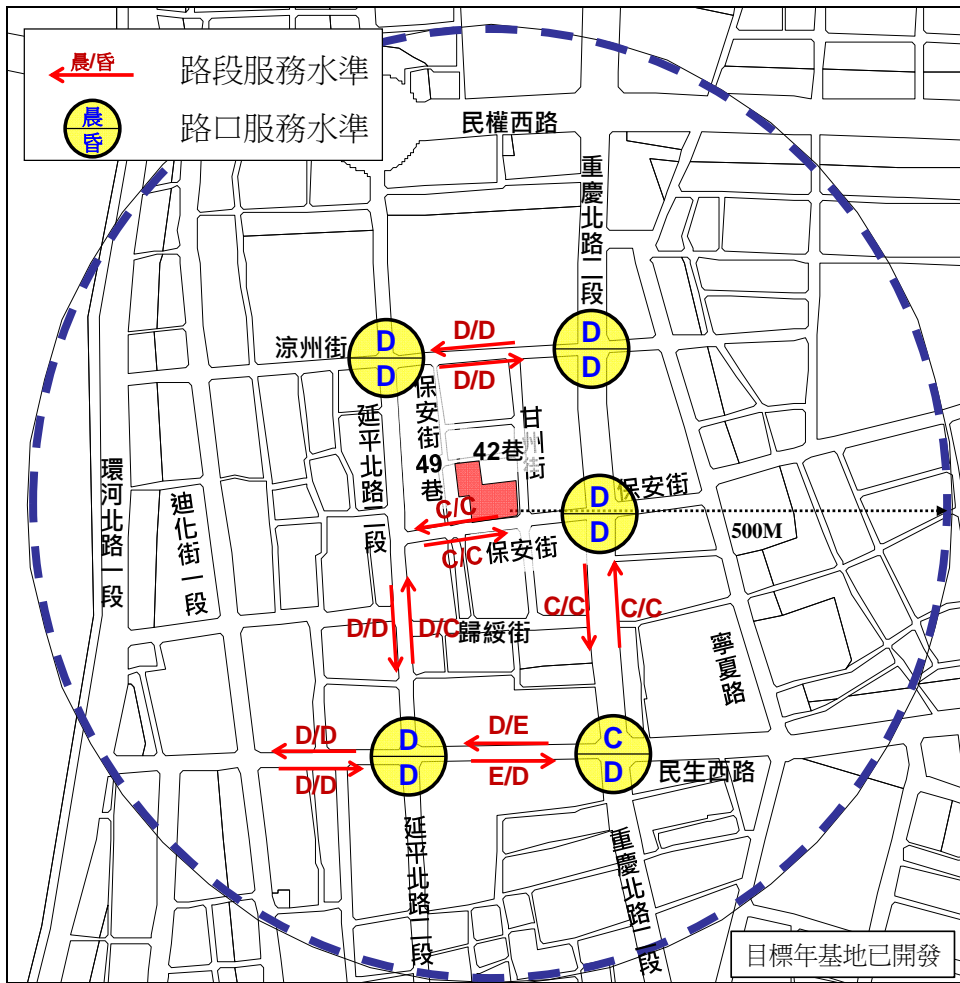 晨/昏
路段服務水準
晨
昏
路口服務水準
民權西路
重慶北路二段
涼州街
D
D
D/D
D/D
D
D
延平北路二段
保安街49巷
42巷
甘州街
D
D
保安街
500M
C/C
C/C
保安街
環河北路一段
迪化街一段
D/D
D/C
歸綏街
C/C
C/C
寧夏路
D/D
D/D
D
D
D/E
E/D
C
D
民生西路
延平北路二段
重慶北路二段
目標年基地已開發